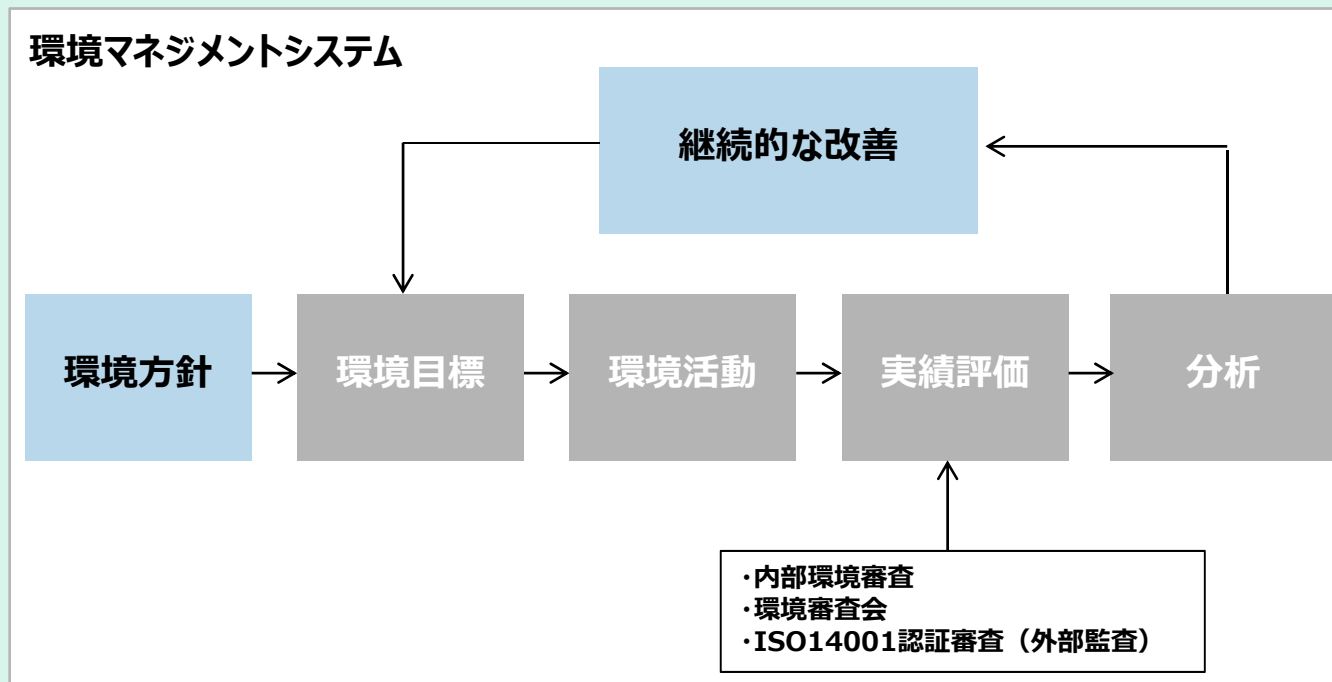 環境マネジメントシステム
継続的な改善
環境方針
環境目標
環境活動
実績評価
分析
・内部環境審査
・環境審査会
・ISO14001認証審査（外部監査）